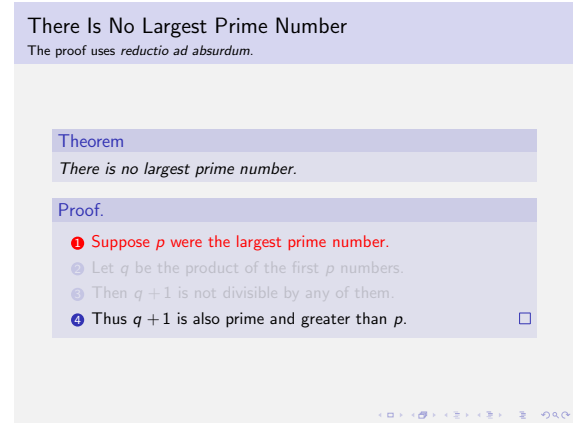 There Is No Largest Prime Number
The proof uses reductio ad absurdum.
Theorem
There is no largest prime number.
Proof.
1 Suppose p were the largest prime number.
2 Let q be the product of the first p numbers.
3 Then q + 1 is not divisible by any of them.
4 Thus q + 1 is also prime and greater than p.